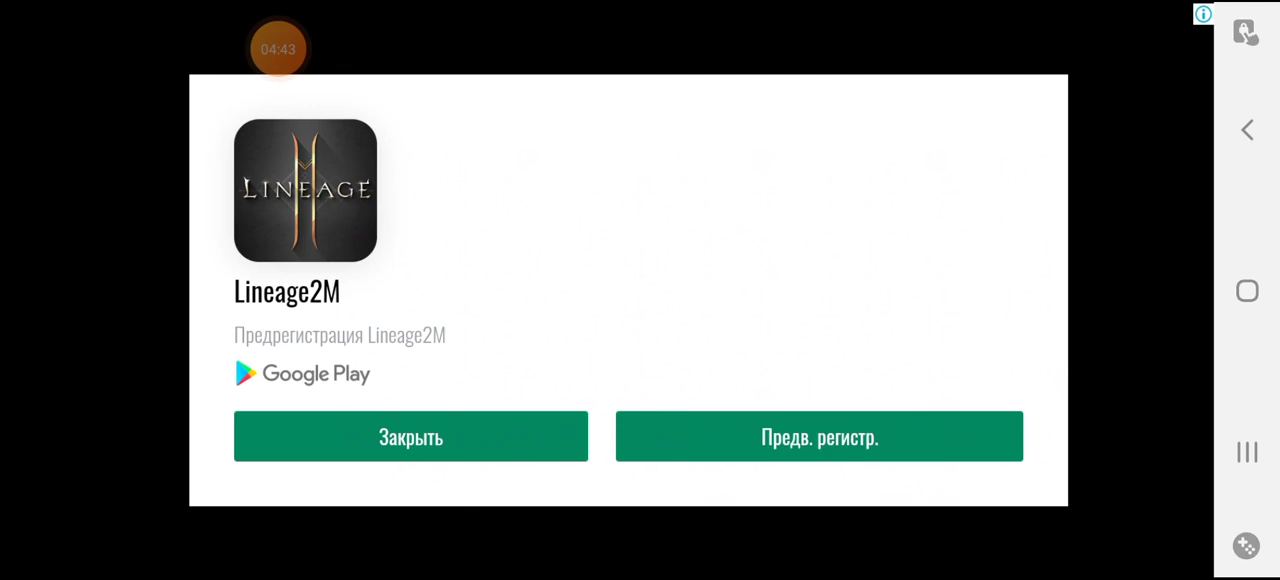 04:43
LINEAGE
Lineage2M
Предрегистрация Lineage2M
Google Play
Закрыть
Предв. регистр.